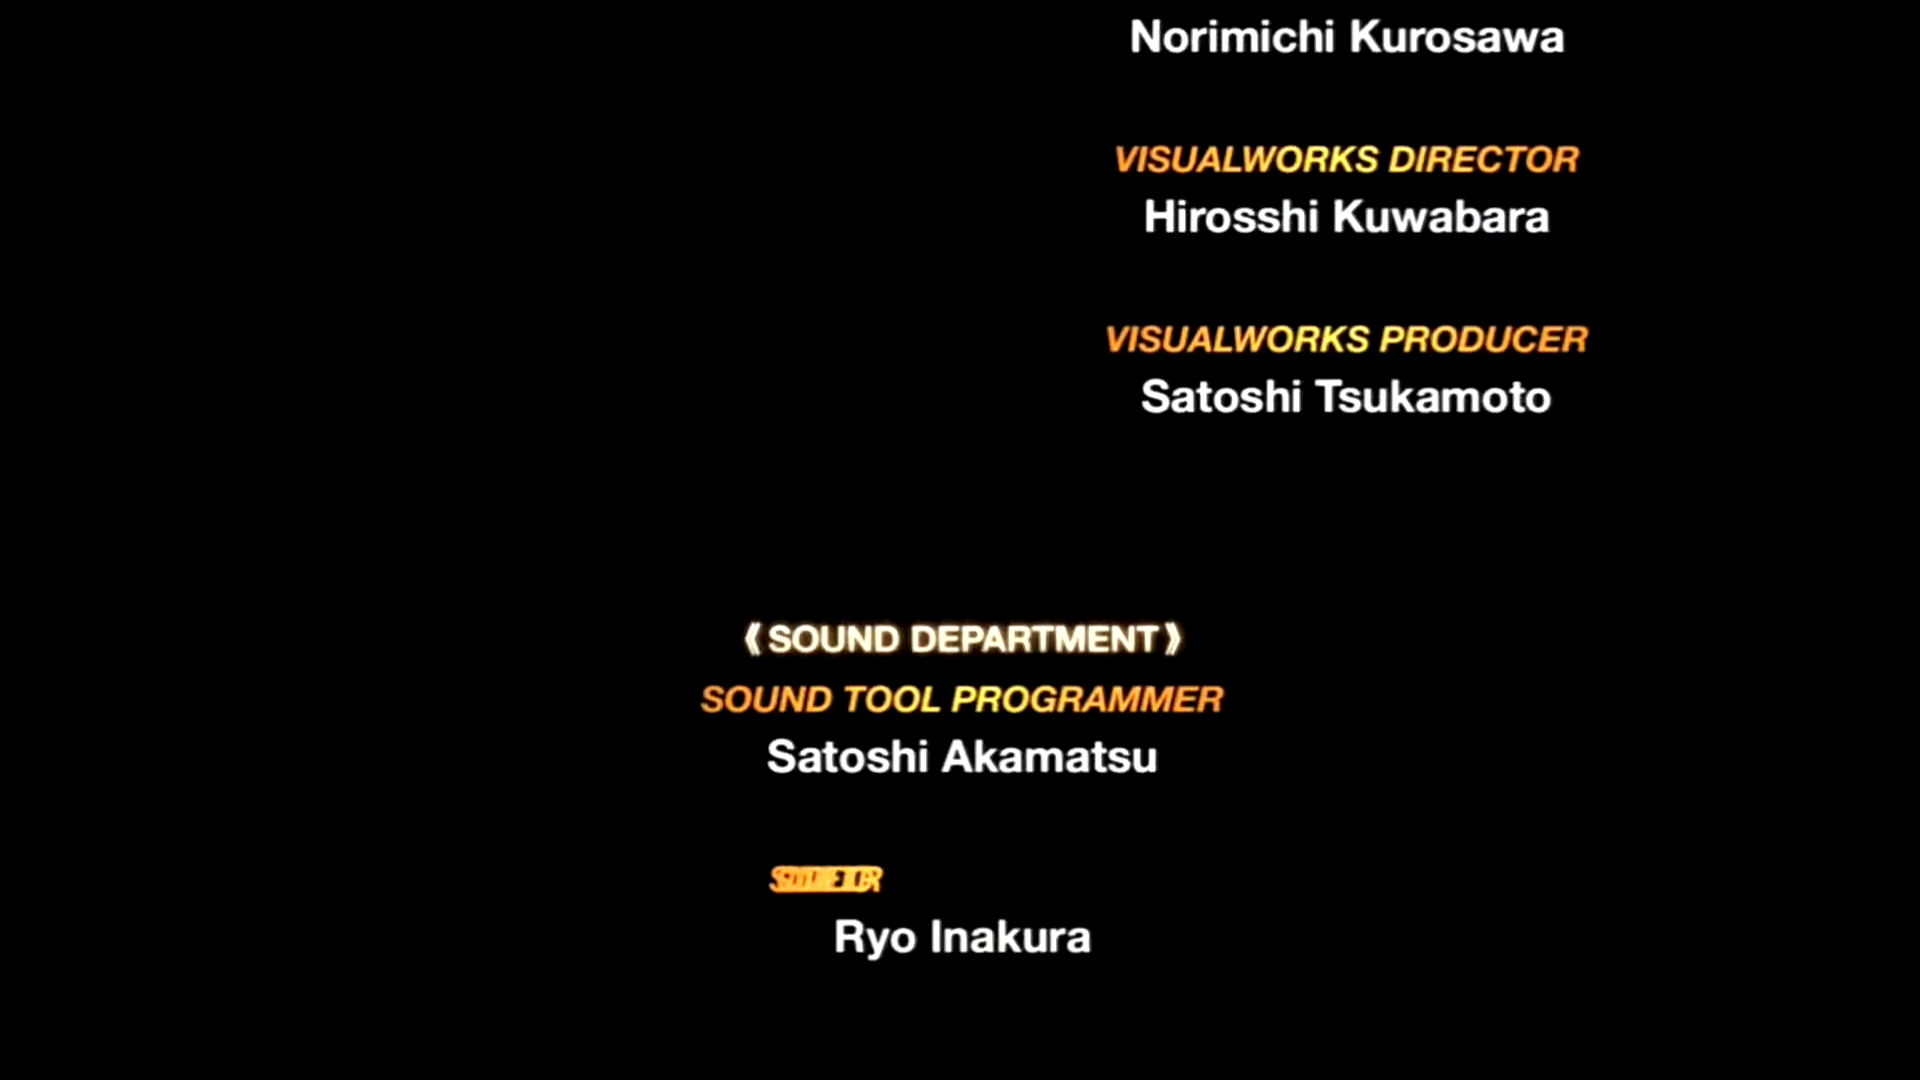 Norimichi Kurosawa
VISUALWORKS DIRECTOR
Hirosshi Kuwabara
VISUALWORKS PRODUCER
Satoshi Tsukamoto
《SOUND DEPARTMENT》
SOUND TOOL PROGRAMMER
Satoshi Akamatsu
Ryo Inakura